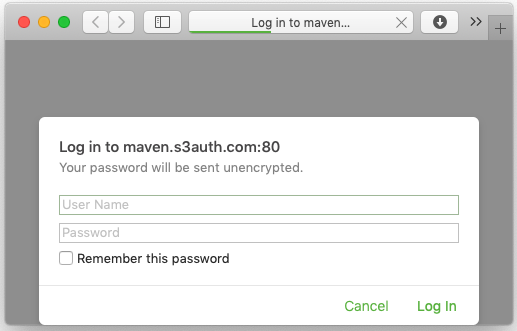 Log in to maven...
Log in to maven.s3auth.com:80
Your password will be sent unencrypted.
User Name
Password
Remember this password
Cancel
Log In